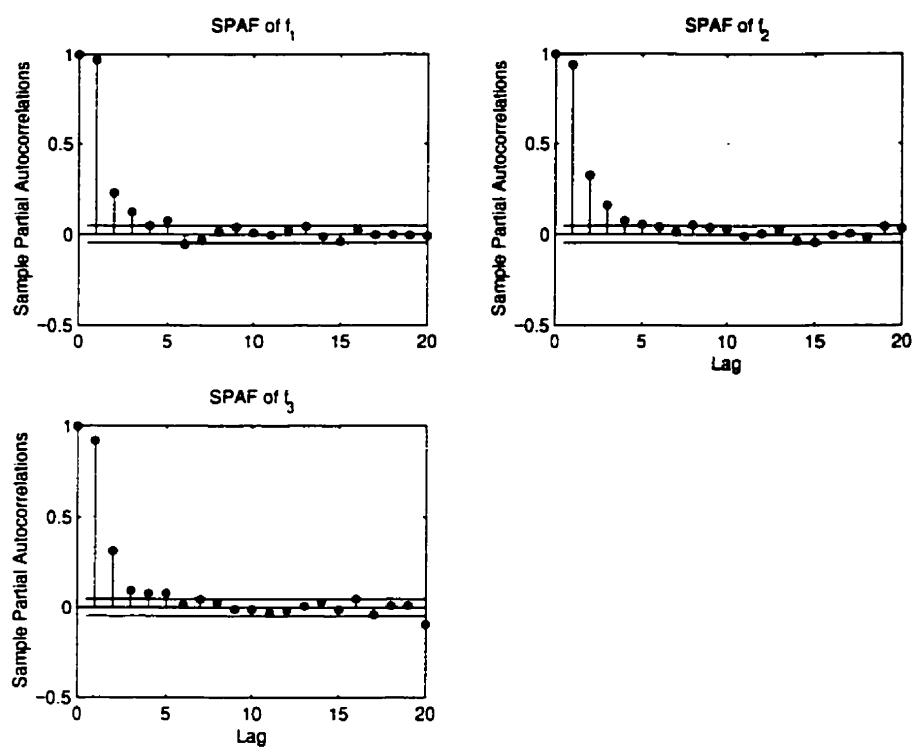 SPAF of f1
Sample Partial Autocorrelations
1
0.5
0
−0.5
0 5 10 15 20
SPAF of f2
Sample Partial Autocorrelations
1
0.5
0
−0.5
0 5 10 15 20
Lag
SPAF of f3
Sample Partial Autocorrelations
1
0.5
0
−0.5
0 5 10 15 20
Lag